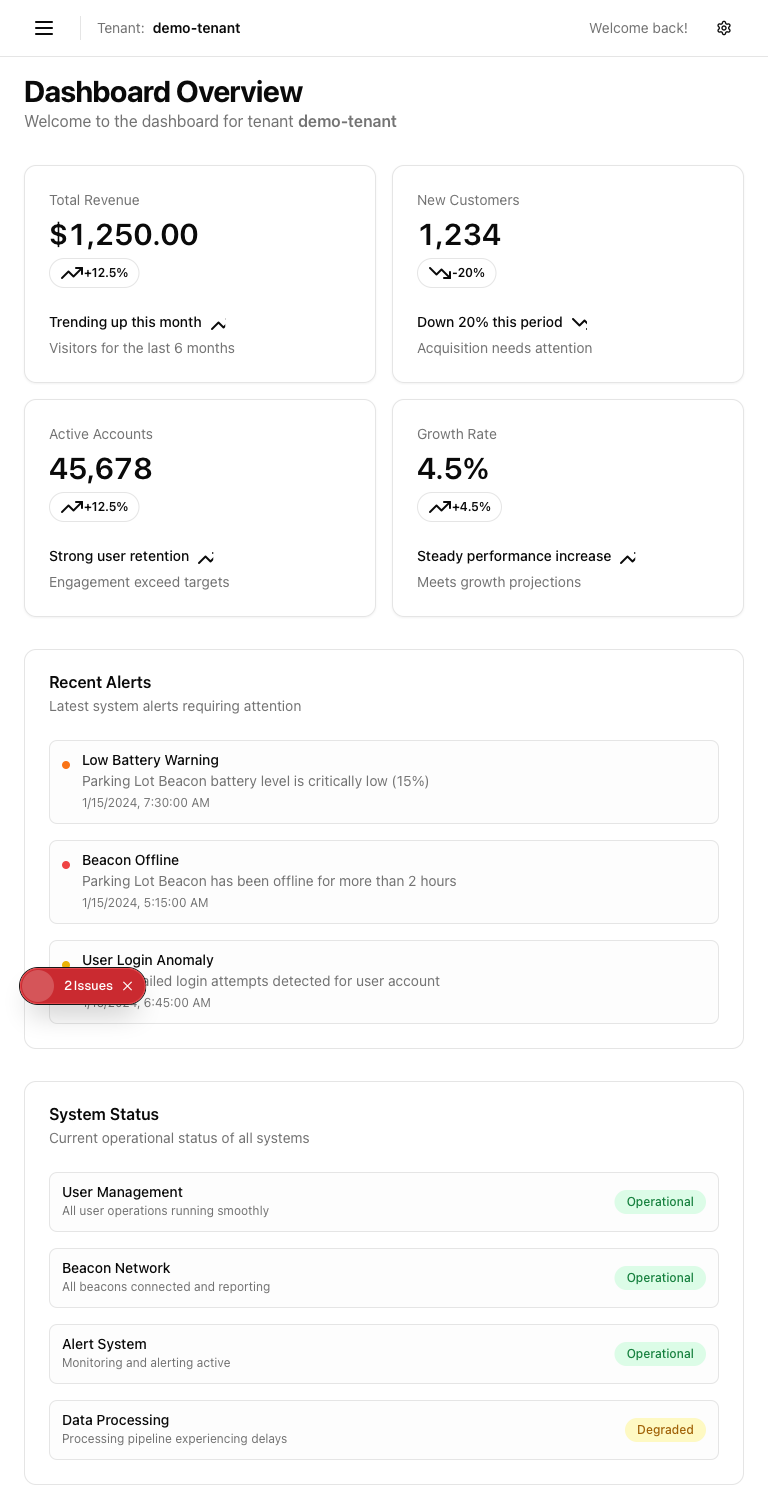 Tenant: demo-tenant
Welcome back!
Dashboard Overview
Welcome to the dashboard for tenant demo-tenant
Total Revenue
$1,250.00
+12.5%
Trending up this month
Visitors for the last 6 months
New Customers
1,234
-20%
Down 20% this period
Acquisition needs attention
Active Accounts
45,678
+12.5%
Strong user retention
Engagement exceed targets
Growth Rate
4.5%
+4.5%
Steady performance increase
Meets growth projections
Recent Alerts
Latest system alerts requiring attention
Low Battery Warning
Parking Lot Beacon battery level is critically low (15%)
1/15/2024, 7:30:00 AM
Beacon Offline
Parking Lot Beacon has been offline for more than 2 hours
1/15/2024, 5:15:00 AM
User Login Anomaly
login attempts detected for user account
6:45:00 AM
2 Issues
System Status
Current operational status of all systems
User Management
All user operations running smoothly
Operational
Beacon Network
All beacons connected and reporting
Operational
Alert System
Monitoring and alerting active
Operational
Data Processing
Processing pipeline experiencing delays
Degraded